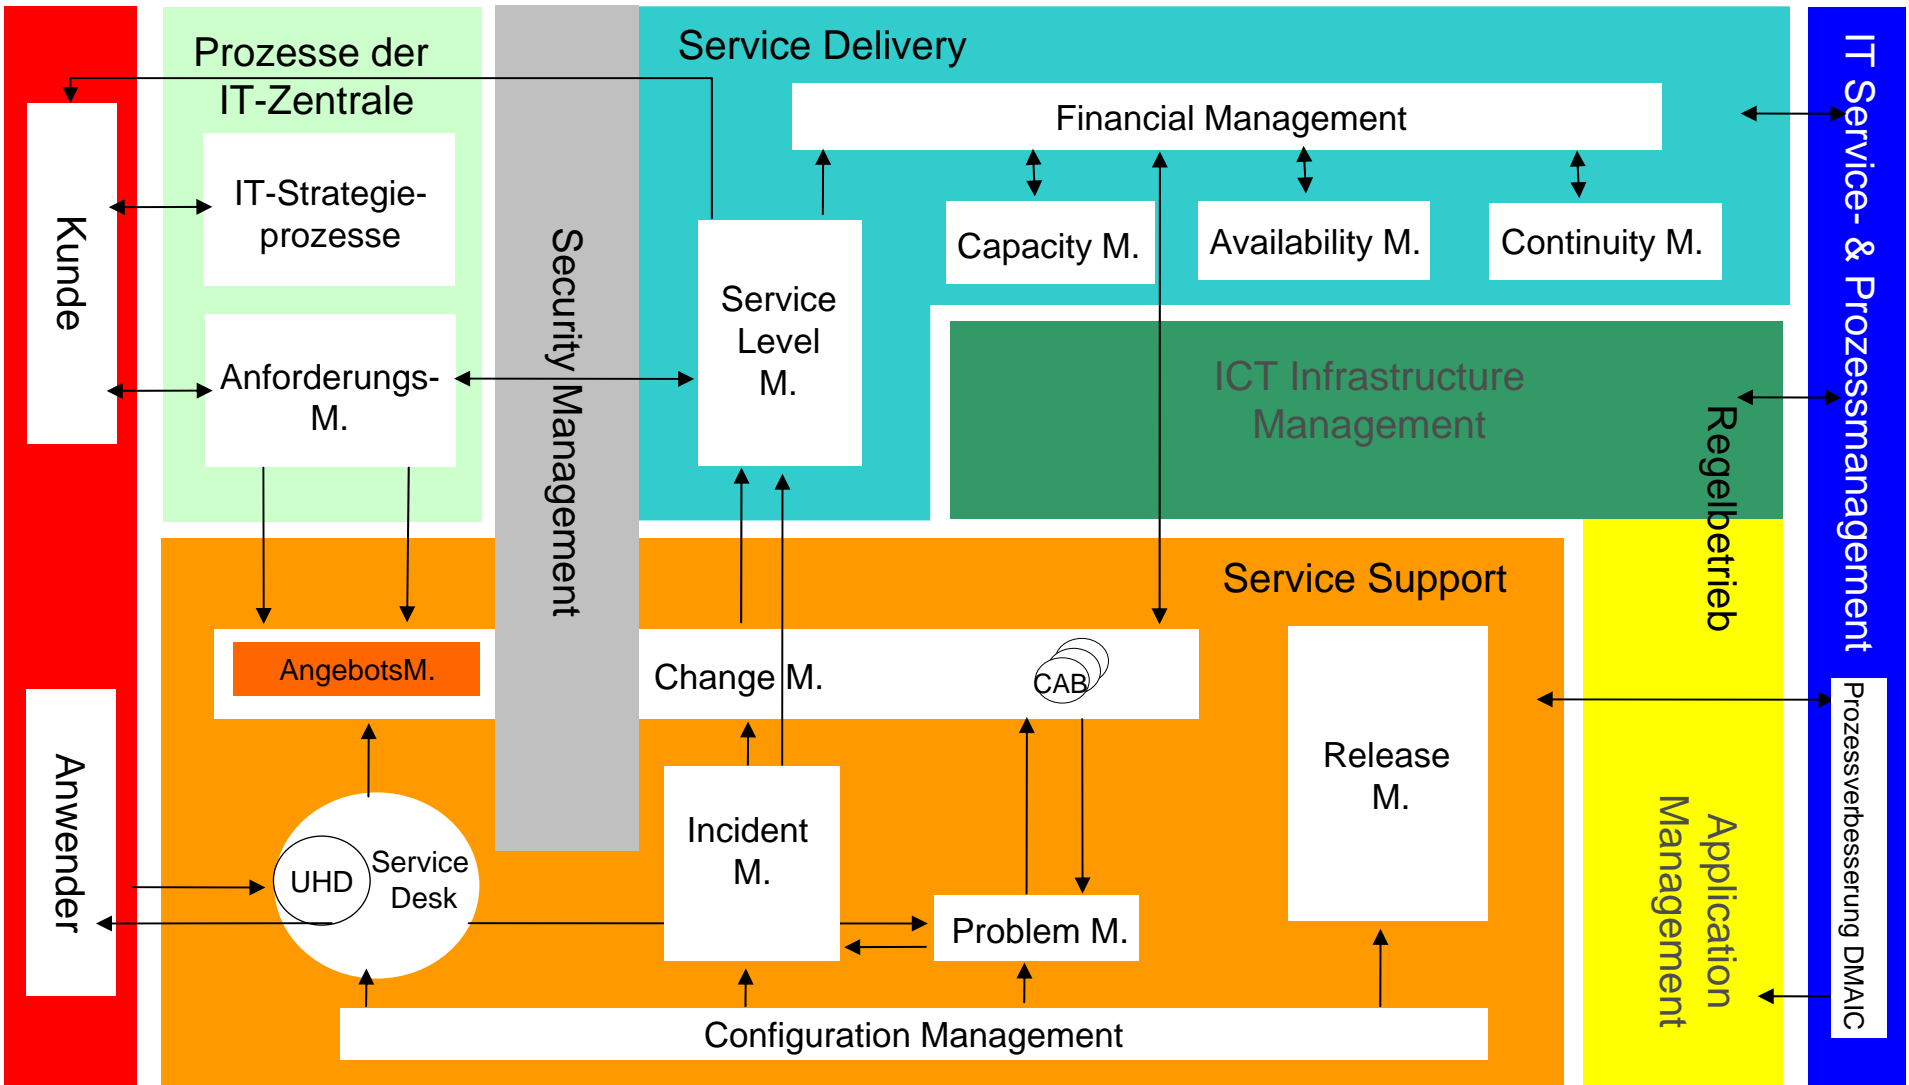 Prozesse der
IT-Zentrale
Service Delivery
Financial Management
IT-Strategie-
prozesse
Capacity M.
Availability M.
Continuity M.
Kunde
Security Management
Service
Level
M.
Anforderungs-
M.
ICT Infrastructure
Management
Regelbetrieb
IT Service- & Prozessmanagement
Service Support
AngebotsM.
Change M.
CAB
Release
M.
Anwender
UHD
Service
Desk
Incident
M.
Problem M.
Application
Management
Prozessverbesserung DMAIC
Configuration Management